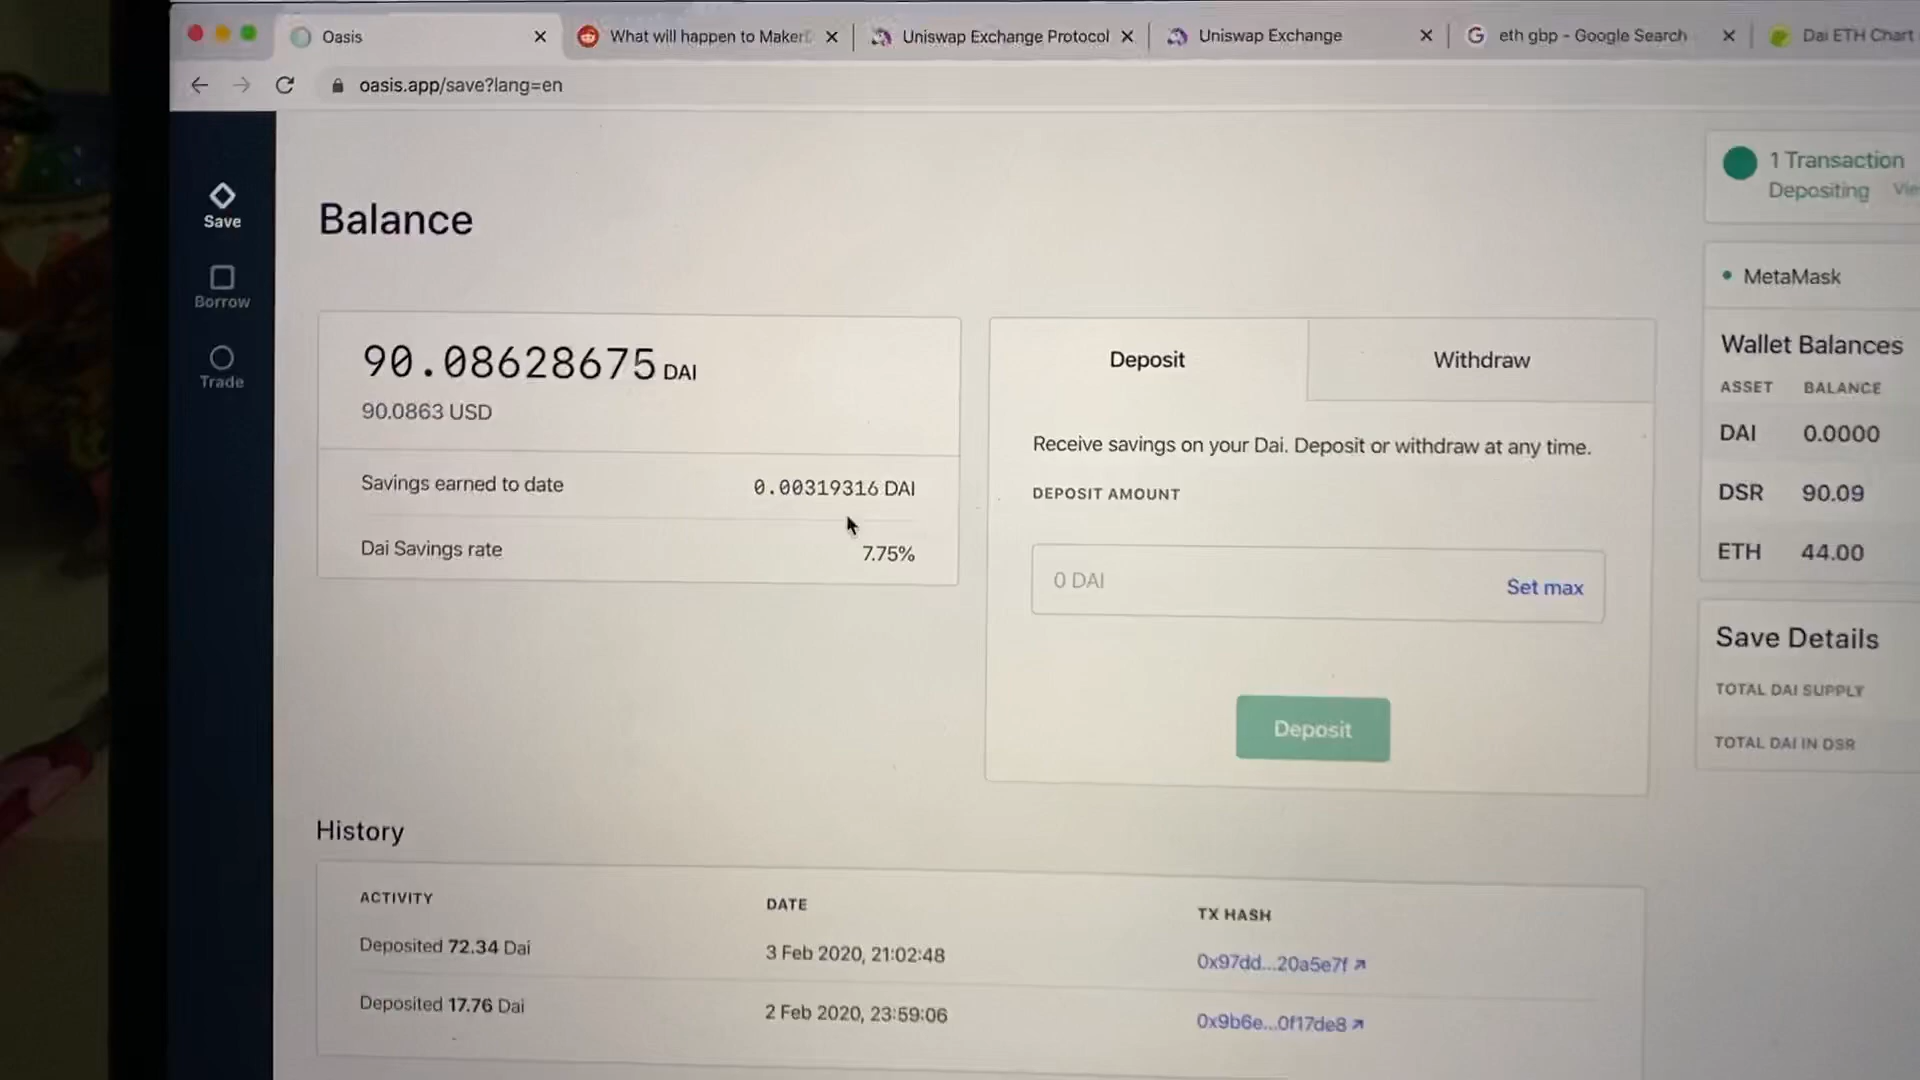 Oasis
What will happen to Maker
Uniswap Exchange Protocol
Uniswap Exchange
eth gbp - Google Search
Dai ETH Chart
oasis.app/save?lang=en
Save
Borrow
Trade
Balance
90.08628675 DAI
90.0863 USD
Savings earned to date 0.00319316 DAI
Dai Savings rate 7.75%
Deposit Withdraw
Receive savings on your Dai. Deposit or withdraw at any time.
DEPOSIT AMOUNT
0 DAI Set max
Deposit
1 Transaction
Depositing Vie
MetaMask
Wallet Balances
ASSET BALANCE
DAI 0.0000
DSR 90.09
ETH 44.00
Save Details
TOTAL DAI SUPPLY
TOTAL DAI IN DSR
History
ACTIVITY DATE TX HASH
Deposited 72.34 Dai 3 Feb 2020, 21:02:48 0x97dd...20a5e7f
Deposited 17.76 Dai 2 Feb 2020, 23:59:06 0x9b6e...0f17de8